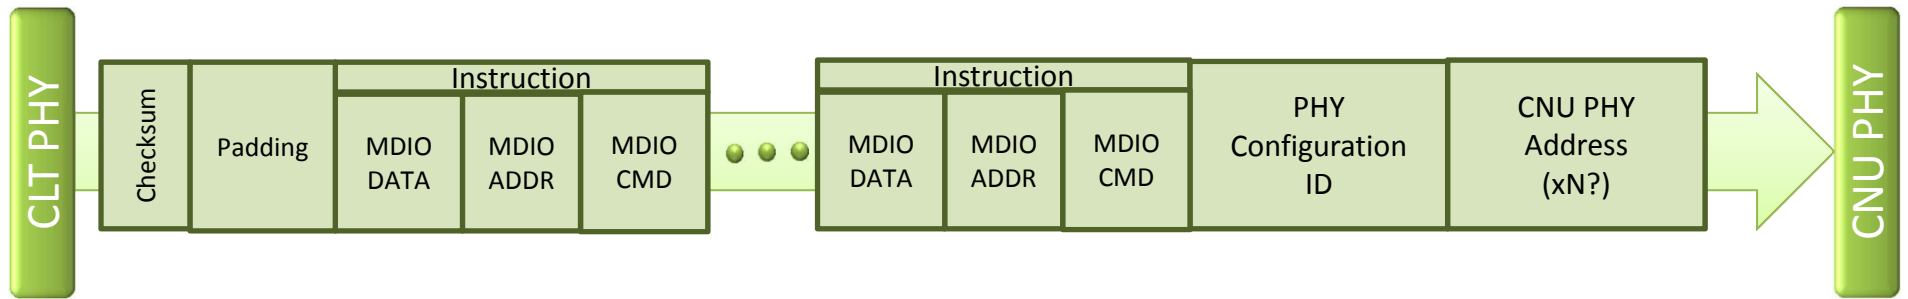 CLT PHY
Checksum
Padding
Instruction
MDIO
DATA
MDIO
ADDR
MDIO
CMD
Instruction
MDIO
DATA
MDIO
ADDR
MDIO
CMD
PHY
Configuration
ID
CNU PHY
Address
(xN?)
CNU PHY